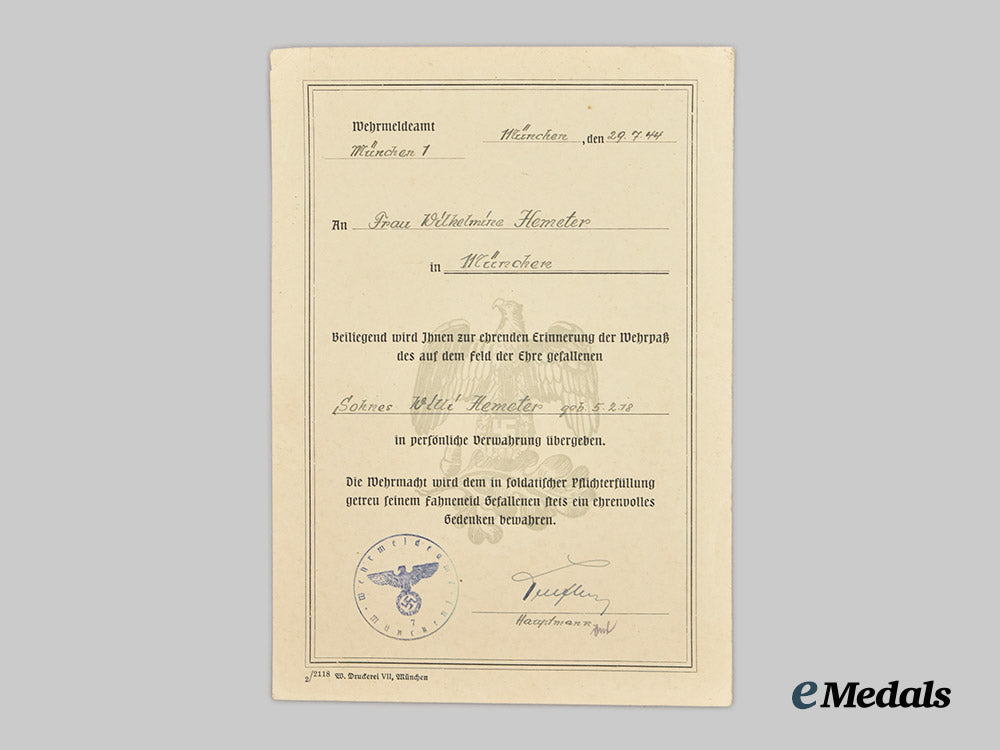 Wehrmeldeamt
München 1
München, den 29.7.44
An Frau Wilhelmine Hemeter
in München
Beiliegend wird Ihnen zur ehrenden Erinnerung der Wehrpaß
des auf dem Feld der Ehre gefallenen
Sohnes Willi Hemeter geb. 5.2.18
in persönliche Verwahrung übergeben.
Die Wehrmacht wird dem in soldatischer Pflichterfüllung
getreu seinem Fahneneid Gefallenen stets ein ehrenvolles
Gedenken bewahren.
Wehrmeldeamt
München 1
7
Hauptmann
2/2118 W. Druckerei VII, München
eMedals